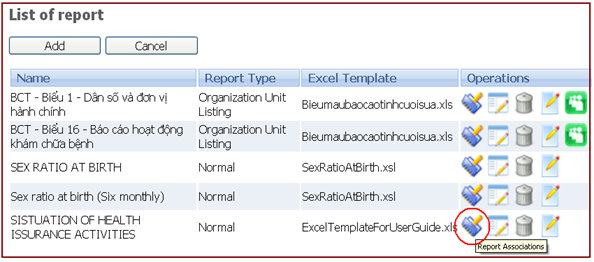 List of report
Add Cancel
Name Report Type Excel Template Operations
BCT - Biểu 1 - Dân số và đơn vị
hành chính
Organization Unit
Listing
Bieumaubaocaotinhcuoisua.xls
BCT - Biểu 16 - Báo cáo hoạt động
khám chữa bệnh
Organization Unit
Listing
Bieumaubaocaotinhcuoisua.xls
SEX RATIO AT BIRTH Normal SexRatioAtBirth.xsl
Sex ratio at birth (Six monthly) Normal SexRatioAtBirth.xsl
SISTUATION OF HEALTH
ISSURANCE ACTIVITIES
Normal ExcelTemplateForUserGuide.xls
Report Associations